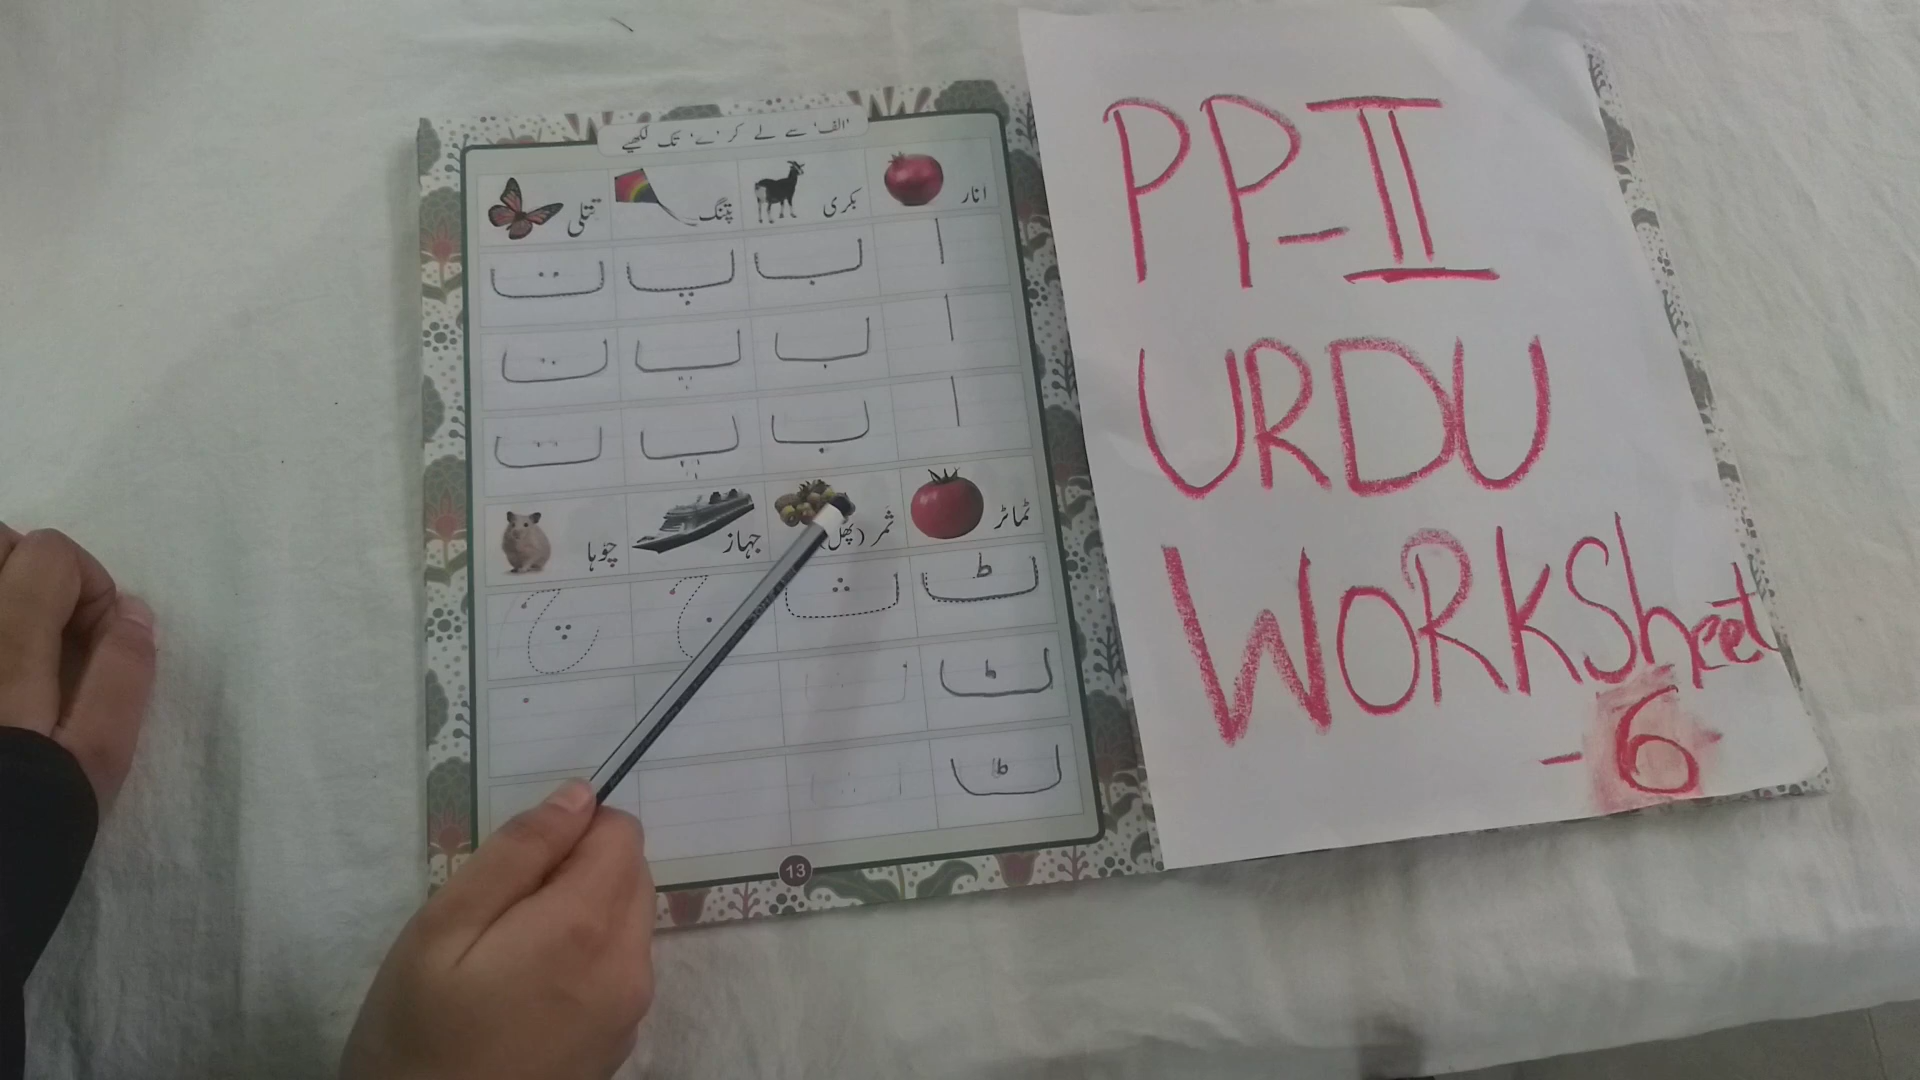 'الف' سے لے کر 'ے' تک لکھیے
انار بکری پتنگ تتلی
ا ب پ ت
ا ب پ ت
ا ب پ ت
ٹماٹر ثمر (پھل) جہاز چوہا
ٹ ث ج چ
ٹ
ٹ
13
PP-II
URDU
WORKSheet
-6-